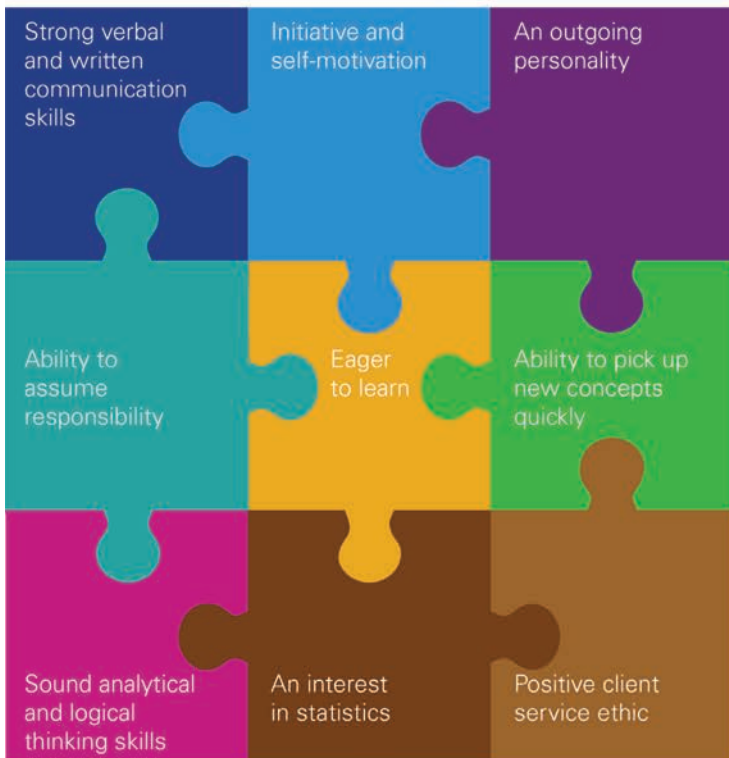 Strong verbal
and written
communication
skills
Initiative and
self-motivation
An outgoing
personality
Ability to
assume
responsibility
Eager
to learn
Ability to pick up
new concepts
quickly
Sound analytical
and logical
thinking skills
An interest
in statistics
Positive client
service ethic